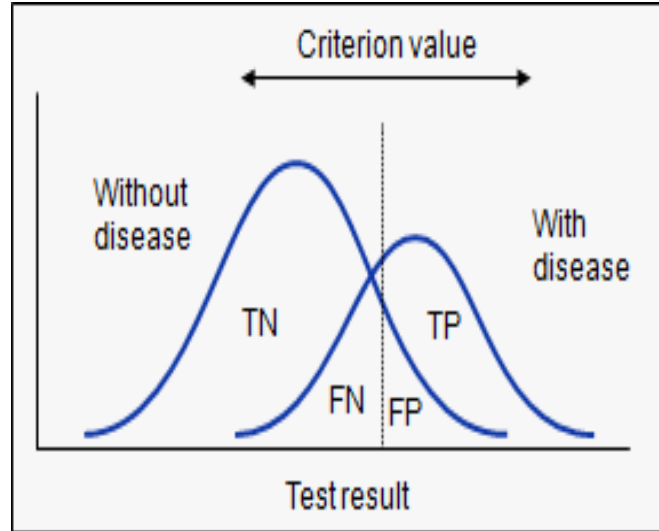 Criterion value
Without
disease
With
disease
TN
TP
FN
FP
Test result